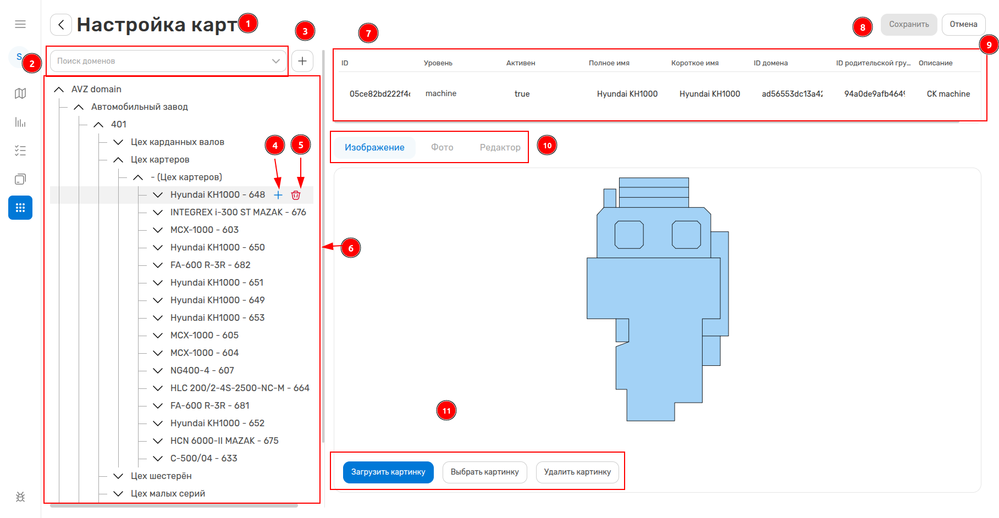 Настройка карт
1
3
7
8
Сохранить
Отмена
9
S
2
Поиск доменов
ID
Уровень
Активен
Полное имя
Короткое имя
ID домена
ID родительской гру...
Описание
05ce82bd222f4
machine
true
Hyundai KH1000
Hyundai KH1000
ad56553dc13a42
94a0de9afb4649
CK machine
AVZ domain
Автомобильный завод
401
Цех карданных валов
4
5
Цех картеров
- (Цех картеров)
Hyundai KH1000 - 648
INTEGREX i-300 ST MAZAK - 676
MCX-1000 - 603
Hyundai KH1000 - 650
6
FA-600 R-3R - 682
Hyundai KH1000 - 651
Hyundai KH1000 - 649
Hyundai KH1000 - 653
MCX-1000 - 605
MCX-1000 - 604
NG400-4 - 607
HLC 200/2-4S-2500-NC-M - 664
FA-600 R-3R - 681
Hyundai KH1000 - 652
HCN 6000-II MAZAK - 675
C-500/04 - 633
Цех шестерён
Цех малых серий
Изображение
Фото
Редактор
10
11
Загрузить картинку
Выбрать картинку
Удалить картинку